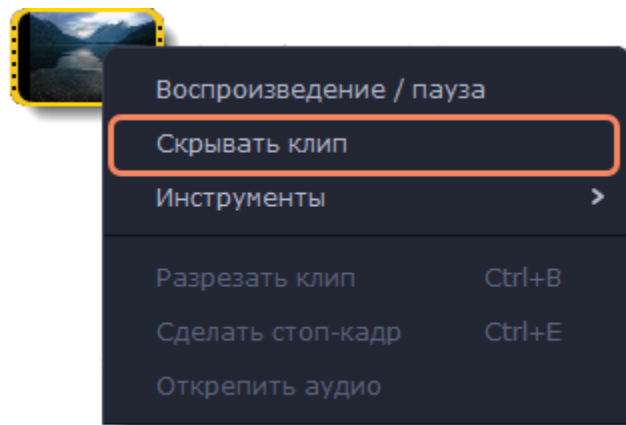 Воспроизведение / пауза
Скрывать клип
Инструменты >
Разрезать клип Ctrl+B
Сделать стоп-кадр Ctrl+E
Открепить аудио